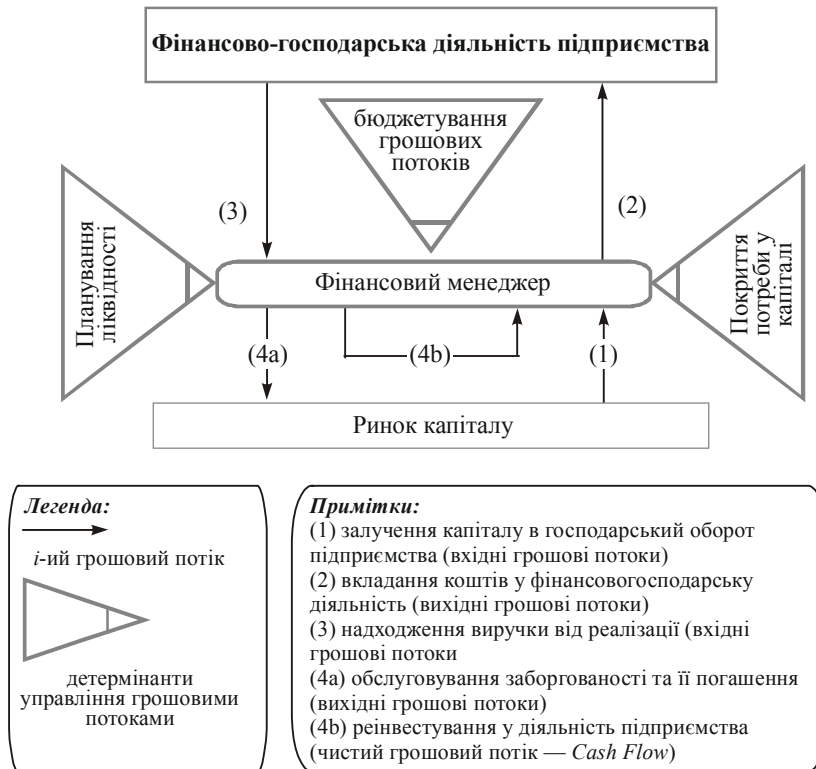 Фінансово-господарська діяльність підприємства
бюджетування
грошових
потоків
(3)
(2)
Планування
ліквідності
Фінансовий менеджер
Покриття
потреби у
капіталі
(4a)
(4b)
(1)
Ринок капіталу
Легенда:
i-ий грошовий потік
детермінанти
управління грошовими
потоками
Примітки:
(1) залучення капіталу в господарський оборот
підприємства (вхідні грошові потоки)
(2) вкладання коштів у фінансовогосподарську
діяльність (вихідні грошові потоки)
(3) надходження виручки від реалізації (вхідні
грошові потоки
(4a) обслуговування заборгованості та її погашення
(вихідні грошові потоки)
(4b) реінвестування у діяльність підприємства
(чистий грошовий потік — Cash Flow)